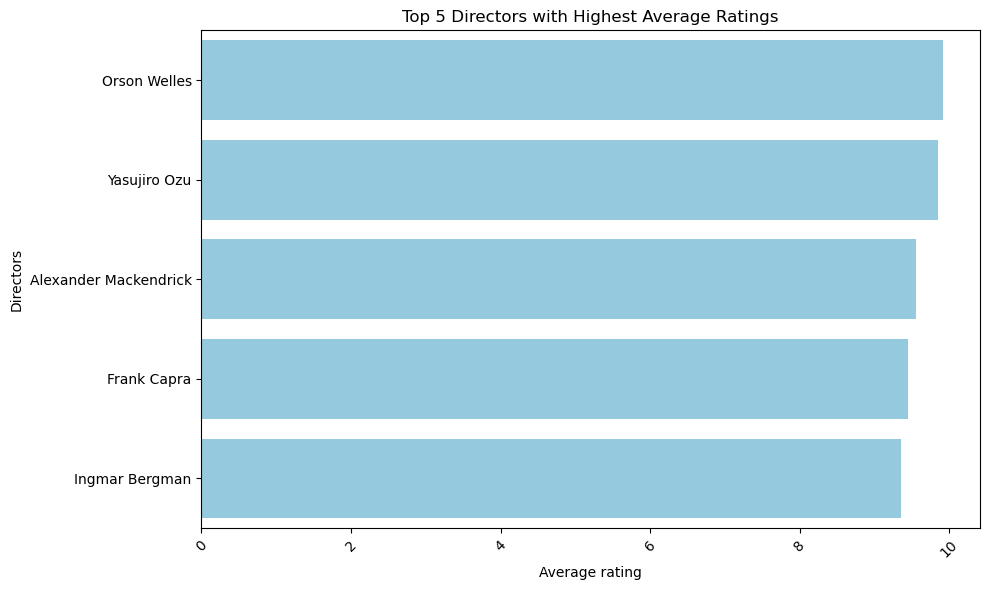 Top 5 Directors with Highest Average Ratings
Directors
Orson Welles
Yasujiro Ozu
Alexander Mackendrick
Frank Capra
Ingmar Bergman
0 2 4 6 8 10
Average rating